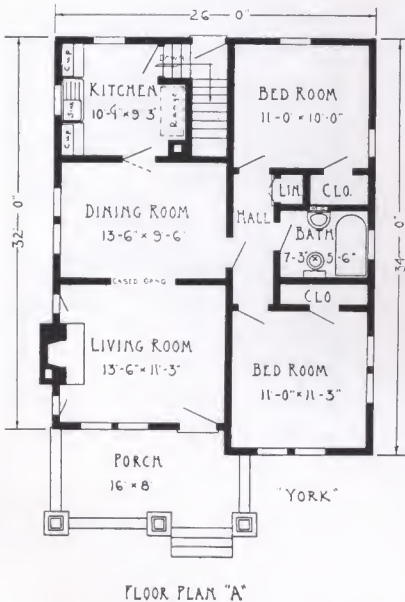 26'-0"
Cup
Sink
Cup
KITCHEN
10'-4" × 9'-3"
Down
Range
BED ROOM
11'-0" × 10'-0"
LIN.
CLO.
HALL
DINING ROOM
13'-6" × 9'-6"
BATH
7'-3" × 5'-6"
CASED OPNG
CLO
32'-0"
34'-0"
LIVING ROOM
13'-6" × 11'-3"
BED ROOM
11'-0" × 11'-3"
PORCH
16' × 8'
"YORK"
FLOOR PLAN "A"